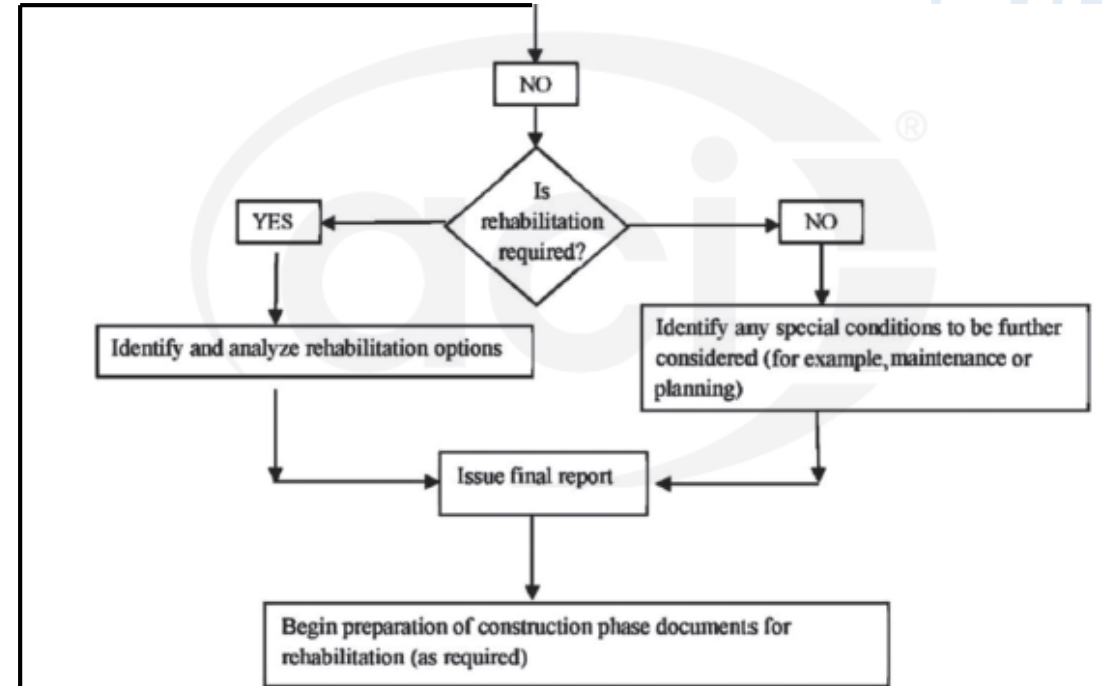 NO
Is
rehabilitation
required?
YES
NO
Identify and analyze rehabilitation options
Identify any special conditions to be further
considered (for example, maintenance or
planning)
Issue final report
Begin preparation of construction phase documents for
rehabilitation (as required)
aci
®